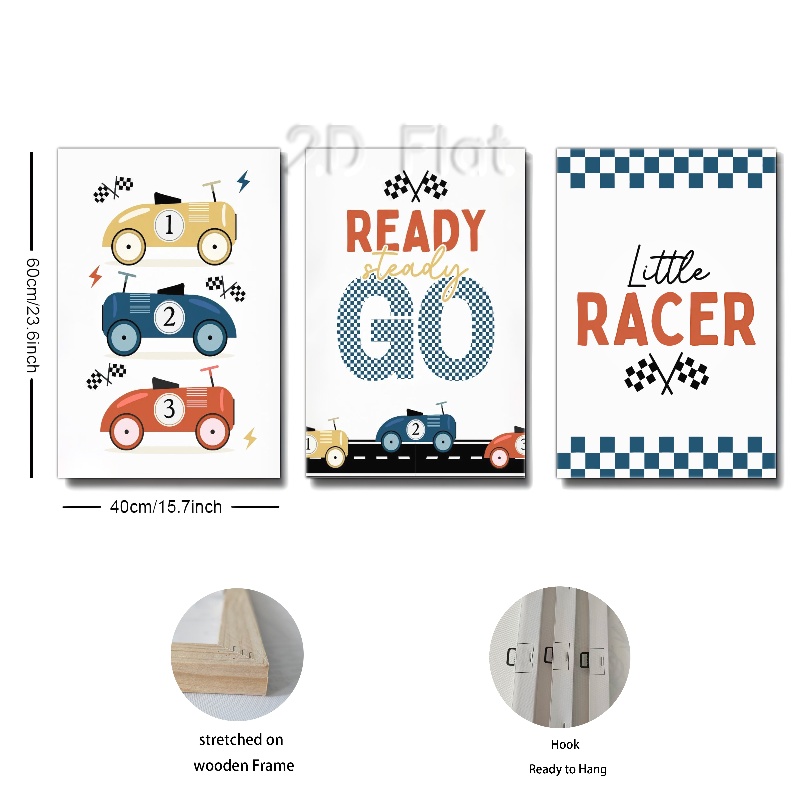 2D Flat
60cm/23.6inch
40cm/15.7inch
1
2
3
READY
steady
GO
1
2
3
Little
RACER
stretched on
wooden Frame
Hook
Ready to Hang